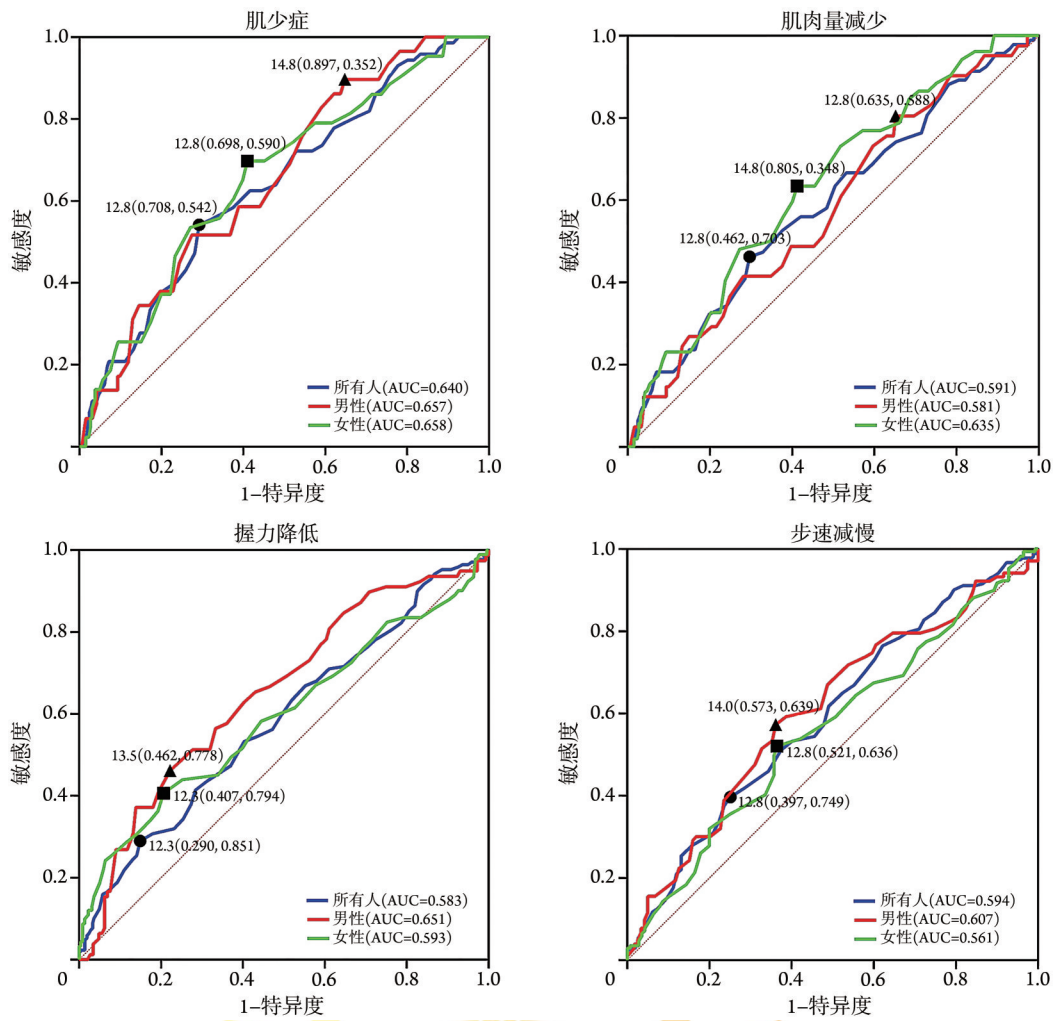 肌少症
1.0
0.8
0.6
0.4
0.2
0
0.2
0.4
0.6
0.8
1.0
敏感度
1–特异度
14.8(0.897, 0.352)
12.8(0.698, 0.590)
12.8(0.708, 0.542)
所有人(AUC=0.640)
男性(AUC=0.657)
女性(AUC=0.658)
肌肉量减少
1.0
0.8
0.6
0.4
0.2
0
0.2
0.4
0.6
0.8
1.0
敏感度
1–特异度
12.8(0.635, 0.588)
14.8(0.805, 0.348)
12.8(0.462, 0.703)
所有人(AUC=0.591)
男性(AUC=0.581)
女性(AUC=0.635)
握力降低
1.0
0.8
0.6
0.4
0.2
0
0.2
0.4
0.6
0.8
1.0
敏感度
1–特异度
13.5(0.462, 0.778)
12.3(0.407, 0.794)
12.3(0.290, 0.851)
所有人(AUC=0.583)
男性(AUC=0.651)
女性(AUC=0.593)
步速减慢
1.0
0.8
0.6
0.4
0.2
0
0.2
0.4
0.6
0.8
1.0
敏感度
1–特异度
14.0(0.573, 0.639)
12.8(0.521, 0.636)
12.8(0.397, 0.749)
所有人(AUC=0.594)
男性(AUC=0.607)
女性(AUC=0.561)